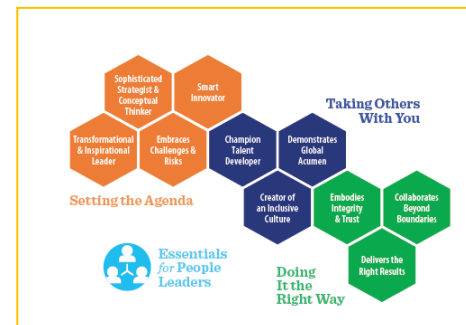 Sophisticated
Strategist &
Conceptual
Thinker
Smart
Innovator
Transformational
& Inspirational
Leader
Embraces
Challenges &
Risks
Champion
Talent
Developer
Demonstrates
Global
Acumen
Taking Others
With You
Setting the Agenda
Creator of
an Inclusive
Culture
Embodies
Integrity
& Trust
Collaborates
Beyond
Boundaries
Essentials
for People
Leaders
Doing
It the
Right Way
Delivers the
Right Results